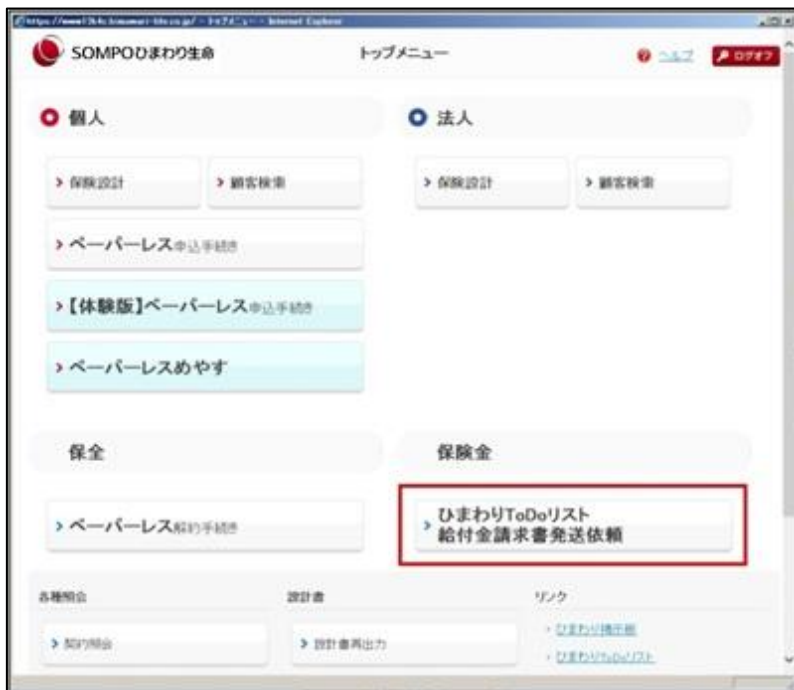 SOMPOひまわり生命
トップメニュー
ヘルプ
ログオフ
個人
法人
保険設計
顧客検索
保険設計
顧客検索
ペーパーレス申込手続き
【体験版】ペーパーレス申込手続き
ペーパーレスめやす
保全
保険金
ペーパーレス解約手続き
ひまわりToDoリスト
給付金請求書発送依頼
各種照会
設計書
リンク
契約照会
設計書再出力
ひまわり掲示板
ひまわりToDoリスト